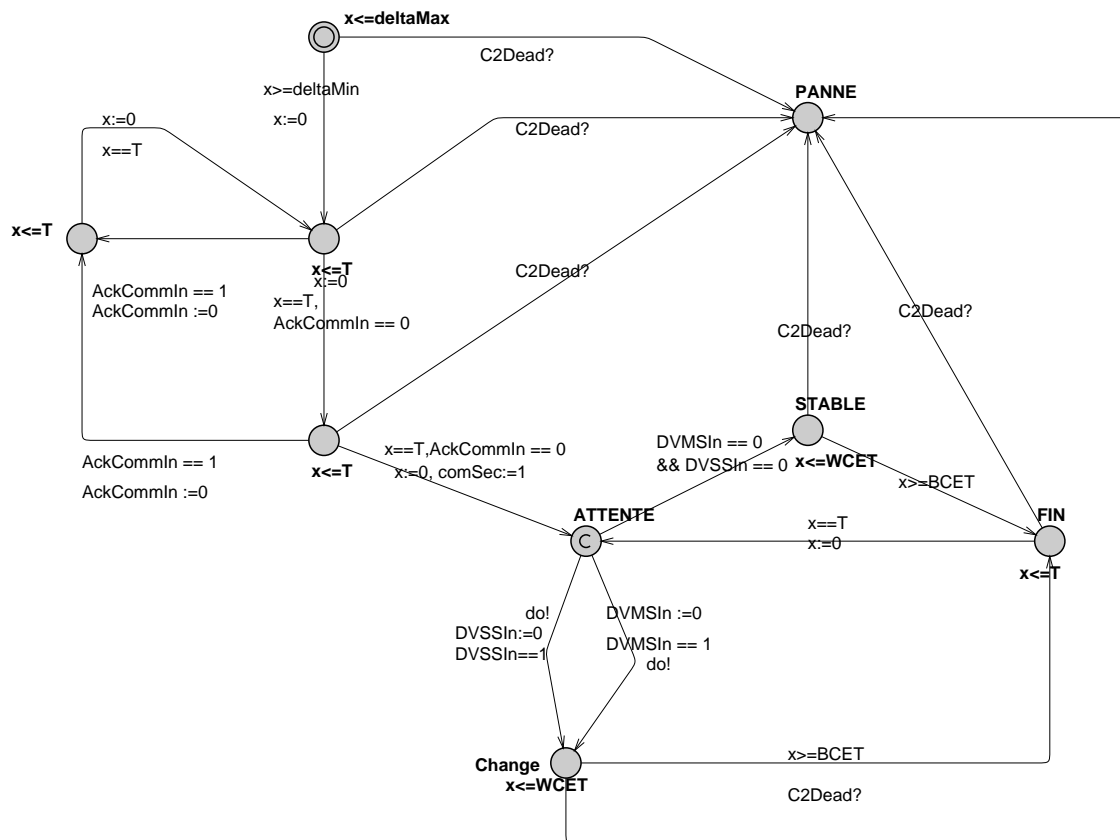 x<=deltaMax
C2Dead?
x>=deltaMin
x:=0
PANNE
x:=0
x==T
C2Dead?
x<=T
x<=T
x:=0
x==T,
AckCommIn == 0
AckCommIn == 1
AckCommIn :=0
C2Dead?
C2Dead?
C2Dead?
STABLE
x<=WCET
DVMSIn == 0
&& DVSSIn == 0
x==T,AckCommIn == 0
x:=0, comSec:=1
x<=T
AckCommIn == 1
AckCommIn :=0
x>=BCET
ATTENTE
C
FIN
x==T
x:=0
x<=T
do!
DVSSIn:=0
DVSSIn==1
DVMSIn :=0
DVMSIn == 1
do!
Change
x<=WCET
x>=BCET
C2Dead?